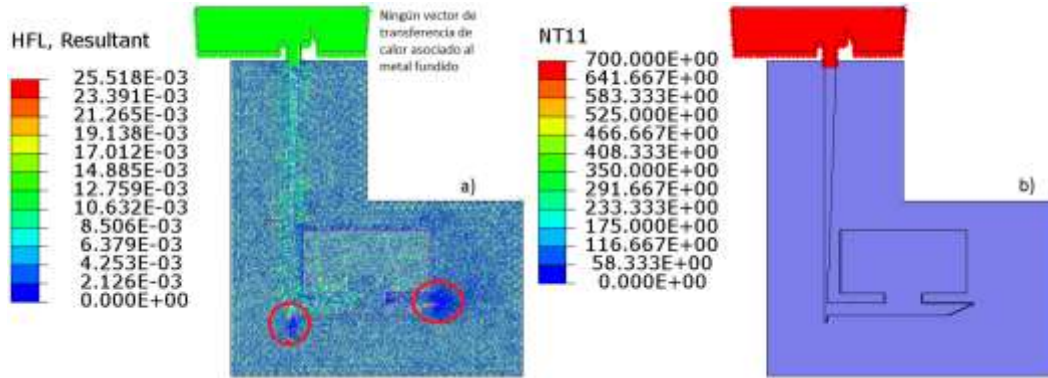 HFL, Resultant
25.518E-03
23.391E-03
21.265E-03
19.138E-03
17.012E-03
14.885E-03
12.759E-03
10.632E-03
8.506E-03
6.379E-03
4.253E-03
2.126E-03
0.000E+00
Ningún vector de
transferencia de
calor asociado al
metal fundido
a)
NT11
700.000E+00
641.667E+00
583.333E+00
525.000E+00
466.667E+00
408.333E+00
350.000E+00
291.667E+00
233.333E+00
175.000E+00
116.667E+00
58.333E+00
0.000E+00
b)